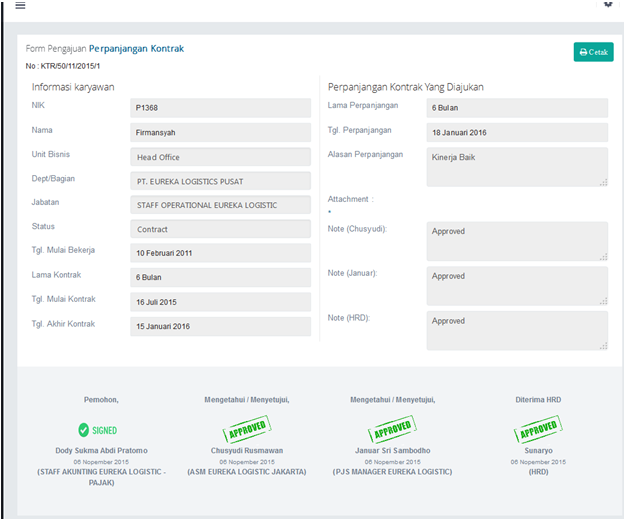 Form Pengajuan Perpanjangan Kontrak
Cetak
No : KTR/50/11/2015/1
Informasi karyawan
NIK P1368
Nama Firmansyah
Unit Bisnis Head Office
Dept/Bagian PT. EUREKA LOGISTICS PUSAT
Jabatan STAFF OPERATIONAL EUREKA LOGISTIC
Status Contract
Tgl. Mulai Bekerja 10 Februari 2011
Lama Kontrak 6 Bulan
Tgl. Mulai Kontrak 16 Juli 2015
Tgl. Akhir Kontrak 15 Januari 2016
Perpanjangan Kontrak Yang Diajukan
Lama Perpanjangan 6 Bulan
Tgl. Perpanjangan 18 Januari 2016
Alasan Perpanjangan Kinerja Baik
Attachment :
Note (Chusyudi): Approved
Note (Januar): Approved
Note (HRD): Approved
Pemohon,
SIGNED
Dody Sukma Abdi Pratomo
06 Nopember 2015
(STAFF AKUNTING EUREKA LOGISTIC -
PAJAK)
Mengetahui / Menyetujui,
APPROVED
Chusyudi Rusmawan
06 Nopember 2015
(ASM EUREKA LOGISTIC JAKARTA)
Mengetahui / Menyetujui,
APPROVED
Januar Sri Sambodho
06 Nopember 2015
(PJS MANAGER EUREKA LOGISTIC)
Diterima HRD
APPROVED
Sunaryo
06 Nopember 2015
(HRD)